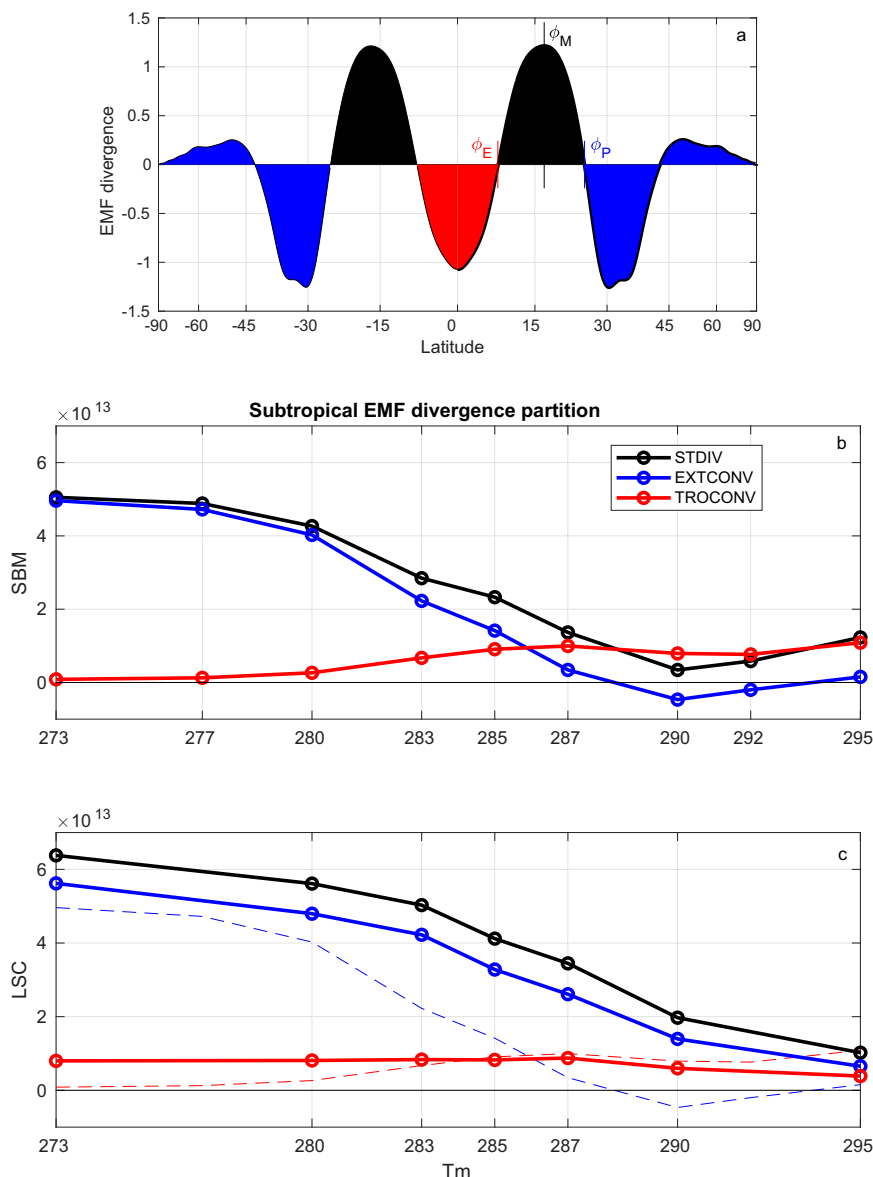 1.5
a
ϕM
1
0.5
ϕE
ϕP
EMF divergence
0
-0.5
-1
-1.5
-90 -60 -45 -30 -15 0 15 30 45 60 90
Latitude
× 10 13
Subtropical EMF divergence partition
b
6
STDIV
EXTCONV
TROCONV
4
SBM
2
0
273 277 280 283 285 287 290 292 295
× 10 13
c
6
4
LSC
2
0
273 280 283 285 287 290 295
Tm